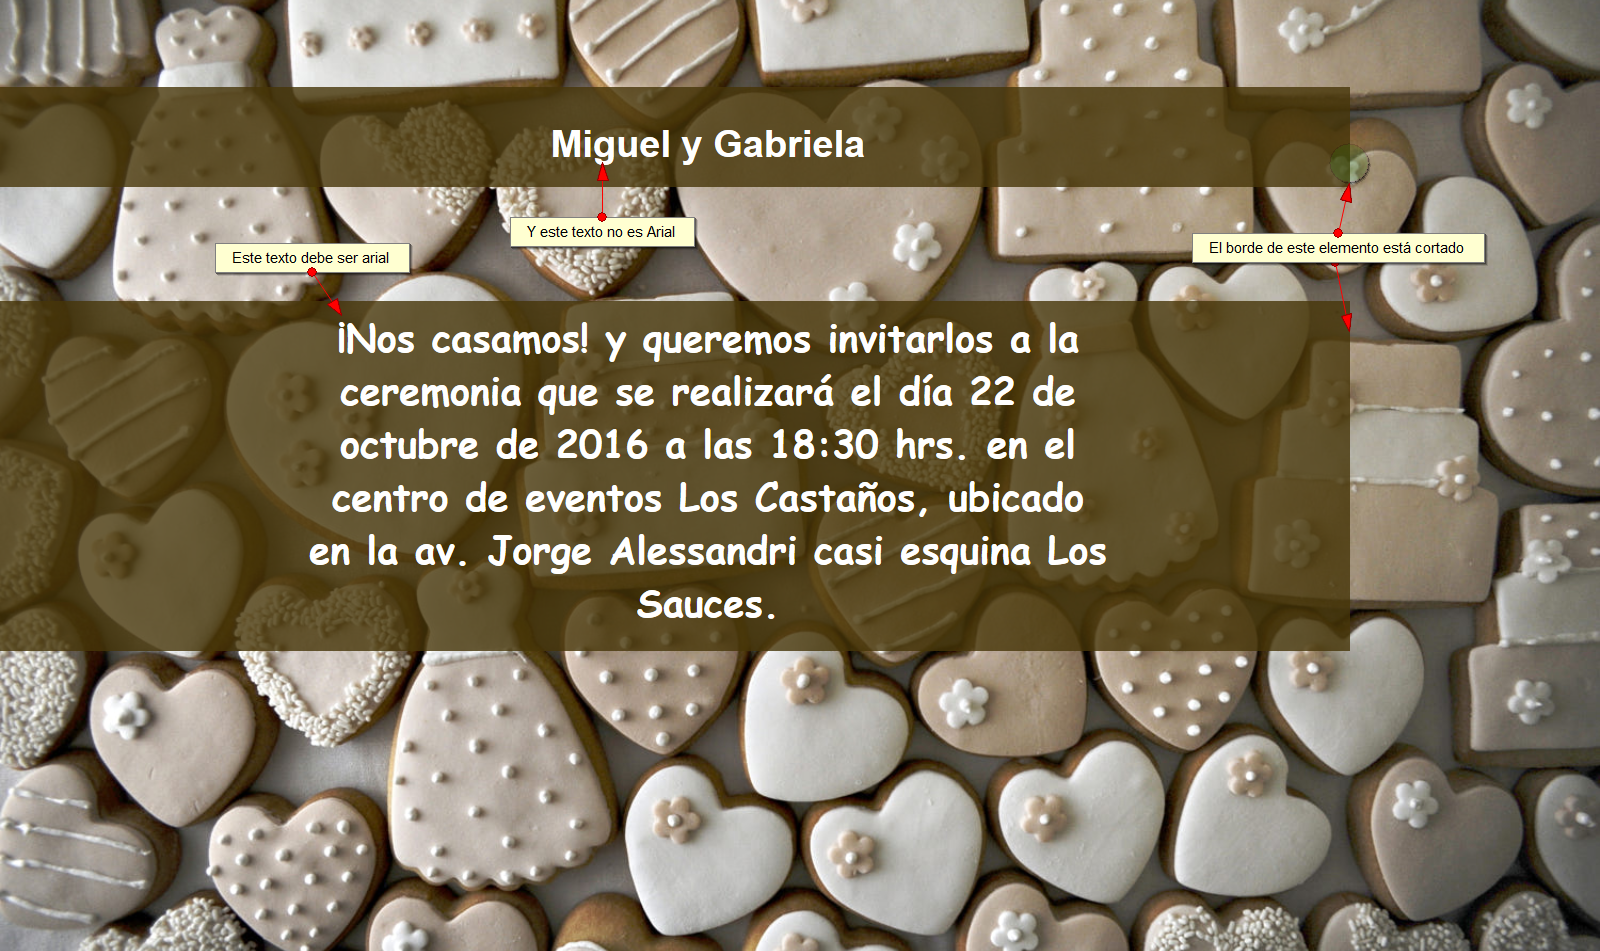 Miguel y Gabriela
Y este texto no es Arial
El borde de este elemento está cortado
Este texto debe ser arial
¡Nos casamos! y queremos invitarlos a la
ceremonia que se realizará el día 22 de
octubre de 2016 a las 18:30 hrs. en el
centro de eventos Los Castaños, ubicado
en la av. Jorge Alessandri casi esquina Los
Sauces.